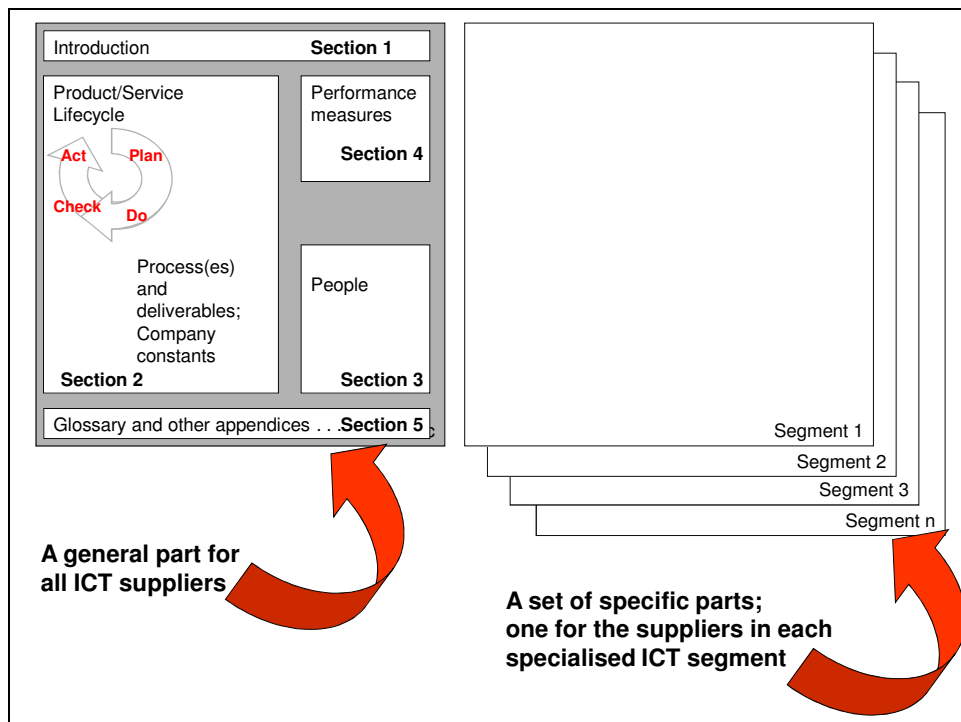 Introduction Section 1
Product/Service
Lifecycle
Act Plan
Check Do
Process(es)
and
deliverables;
Company
constants
Section 2
Performance
measures
Section 4
People
Section 3
Glossary and other appendices . . .Section 5
c
Segment 1
Segment 2
Segment 3
Segment n
A general part for
all ICT suppliers
A set of specific parts;
one for the suppliers in each
specialised ICT segment